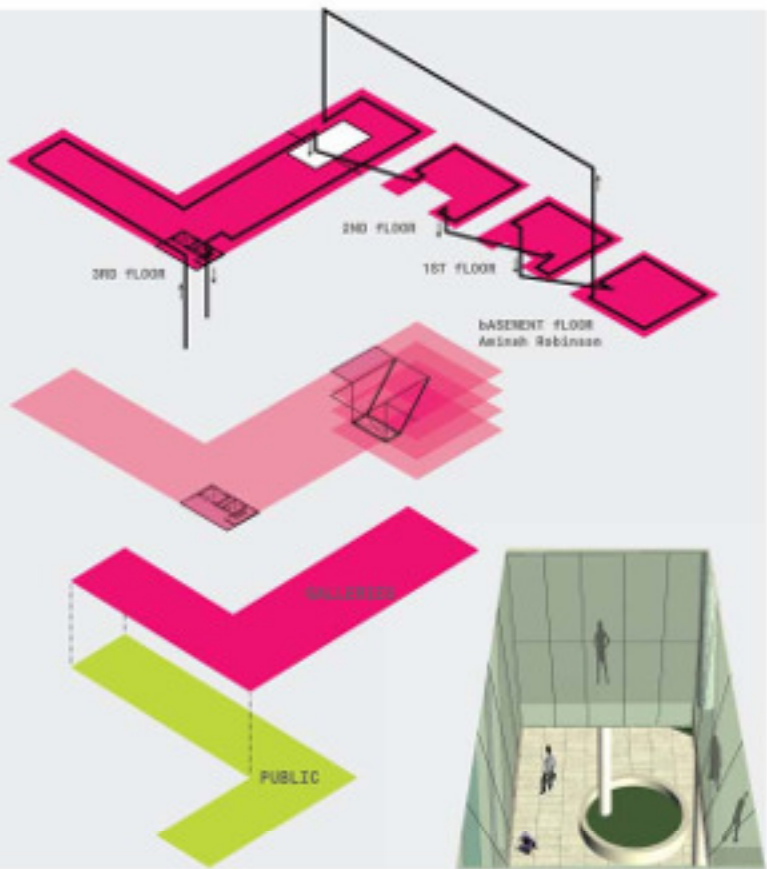 2ND fLOOR
3RD fLOOR
1ST fLOOR
bASEMENT fLOOR
Aminah Robinson
GALLERIES
PUBLIC